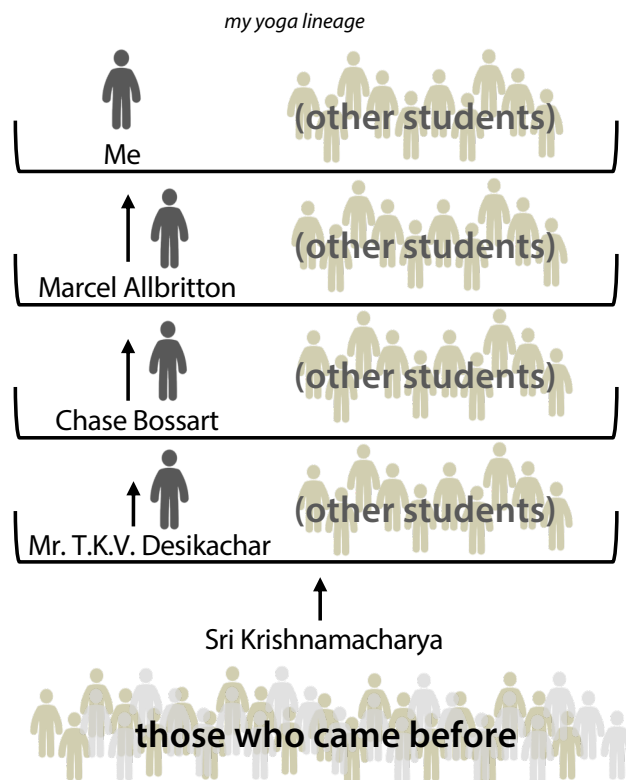 my yoga lineage
(other students)
Me
(other students)
Marcel Allbritton
(other students)
Chase Bossart
(other students)
Mr. T.K.V. Desikachar
Sri Krishnamacharya
those who came before